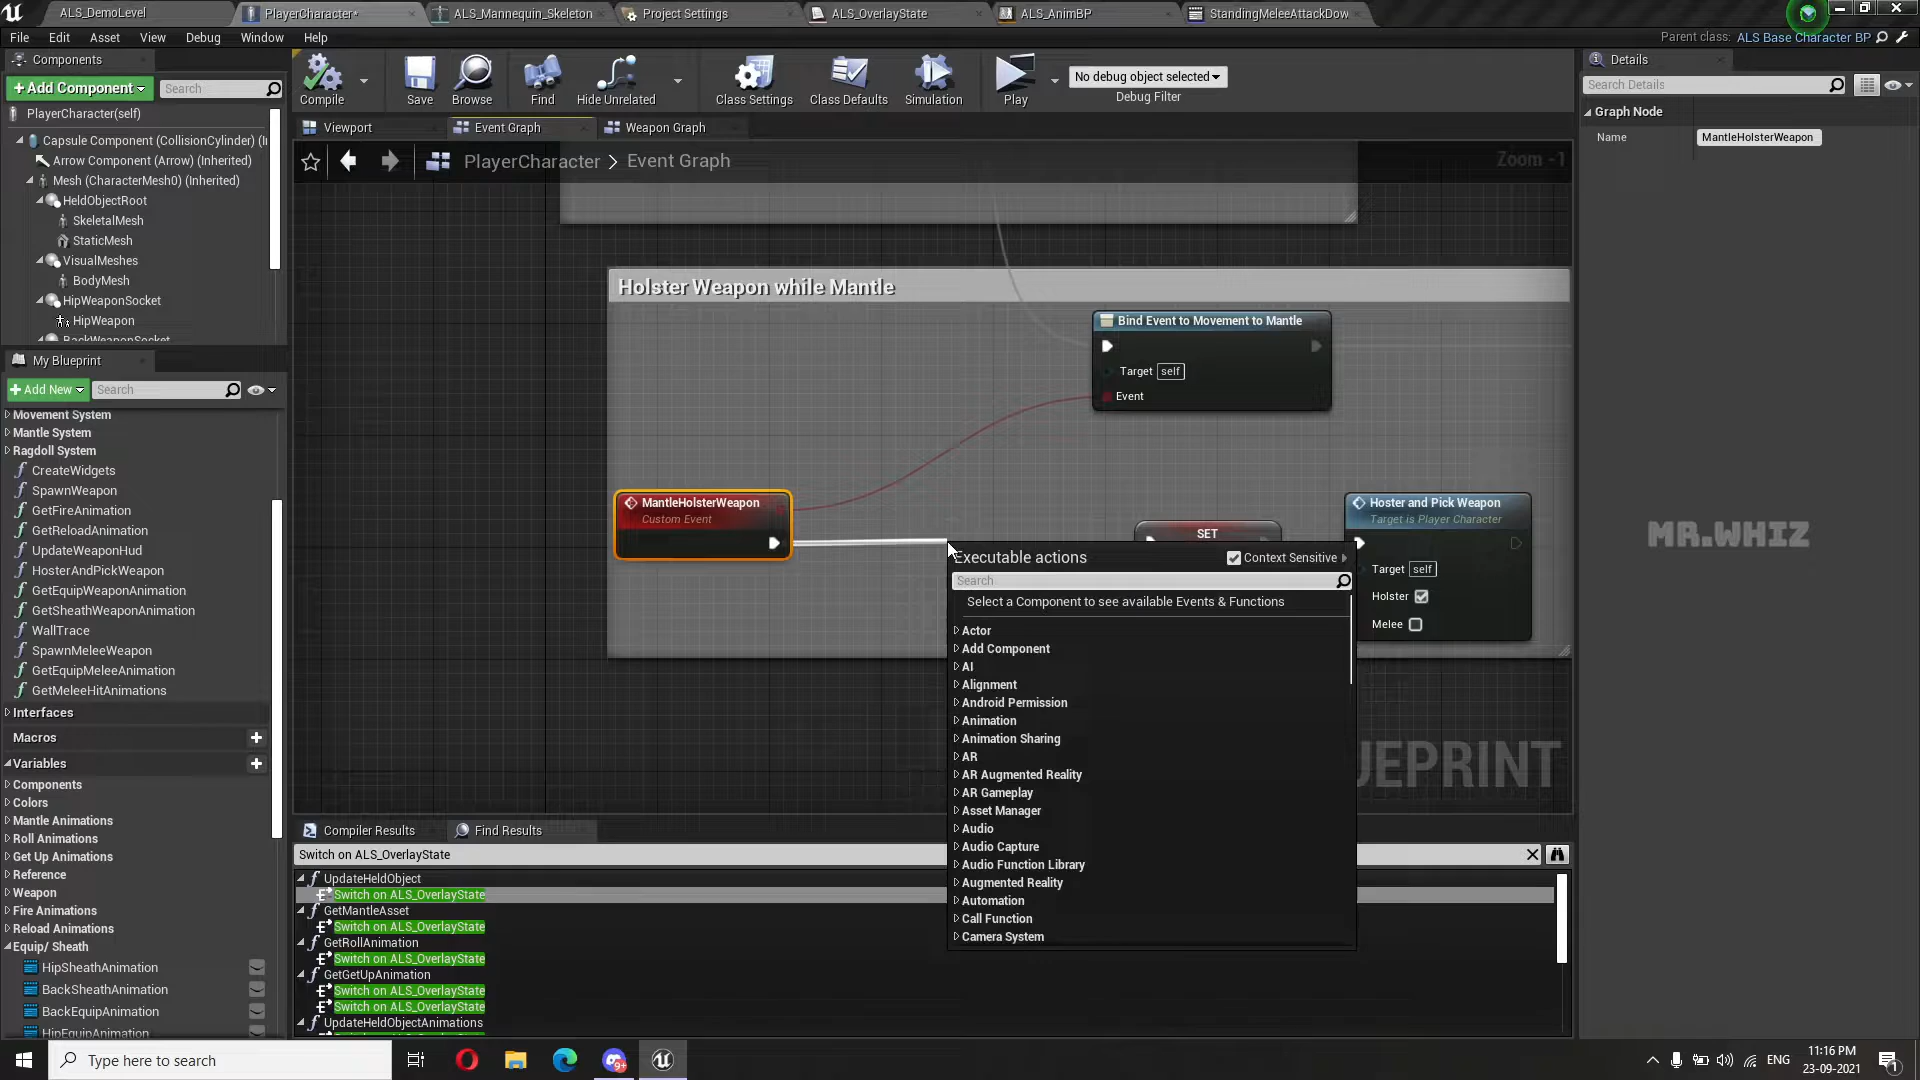 ALS_DemoLevel
PlayerCharacter*
ALS_Mannequin_Skeleton
Project Settings
ALS_OverlayState
ALS_AnimBP
StandingMeleeAttackDow
File Edit Asset View Debug Window Help
Parent class: ALS Base Character BP
Components
+ Add Component
Search
PlayerCharacter(self)
Capsule Component (CollisionCylinder) (I
Arrow Component (Arrow) (Inherited)
Mesh (CharacterMesh0) (Inherited)
HeldObjectRoot
SkeletalMesh
StaticMesh
VisualMeshes
BodyMesh
HipWeaponSocket
HipWeapon
BackWeaponSocket
My Blueprint
+ Add New
Search
Movement System
Mantle System
Ragdoll System
CreateWidgets
SpawnWeapon
GetFireAnimation
GetReloadAnimation
UpdateWeaponHud
HosterAndPickWeapon
GetEquipWeaponAnimation
GetSheathWeaponAnimation
WallTrace
SpawnMeleeWeapon
GetEquipMeleeAnimation
GetMeleeHitAnimations
Interfaces
Macros
Variables
Components
Colors
Mantle Animations
Roll Animations
Get Up Animations
Reference
Weapon
Fire Animations
Reload Animations
Equip/ Sheath
HipSheathAnimation
BackSheathAnimation
BackEquipAnimation
HipEquipAnimation
Compile
Save
Browse
Find
Hide Unrelated
Class Settings
Class Defaults
Simulation
Play
No debug object selected
Debug Filter
Viewport
Event Graph
Weapon Graph
PlayerCharacter > Event Graph
Zoom -1
Holster Weapon while Mantle
Bind Event to Movement to Mantle
Target self
Event
MantleHolsterWeapon
Custom Event
SET
Hoster and Pick Weapon
Target is Player Character
Target self
Holster
Melee
Executable actions
Context Sensitive
Search
Select a Component to see available Events & Functions
Actor
Add Component
AI
Alignment
Android Permission
Animation
Animation Sharing
AR
AR Augmented Reality
AR Gameplay
Asset Manager
Audio
Audio Capture
Audio Function Library
Augmented Reality
Automation
Call Function
Camera System
UEPRINT
Compiler Results
Find Results
Switch on ALS_OverlayState
UpdateHeldObject
Switch on ALS_OverlayState
GetMantleAsset
Switch on ALS_OverlayState
GetRollAnimation
Switch on ALS_OverlayState
GetGetUpAnimation
Switch on ALS_OverlayState
Switch on ALS_OverlayState
UpdateHeldObjectAnimations
Details
Search Details
Graph Node
Name
MantleHolsterWeapon
MR.WHIZ
Type here to search
9+
ENG
11:16 PM
23-09-2021
1